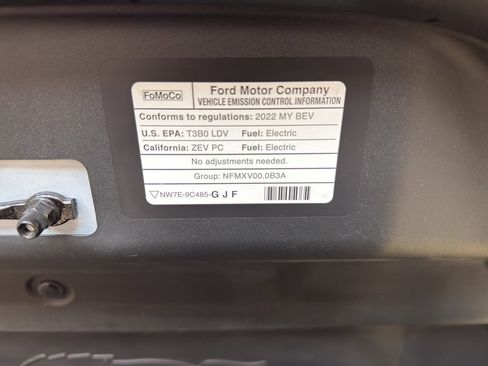 FoMoCo
Ford Motor Company
VEHICLE EMISSION CONTROL INFORMATION
Conforms to regulations: 2022 MY BEV
U.S. EPA: T3B0 LDV Fuel: Electric
California: ZEV PC Fuel: Electric
No adjustments needed.
Group: NFMXV00.0B3A
NW7E-9C485-GJF